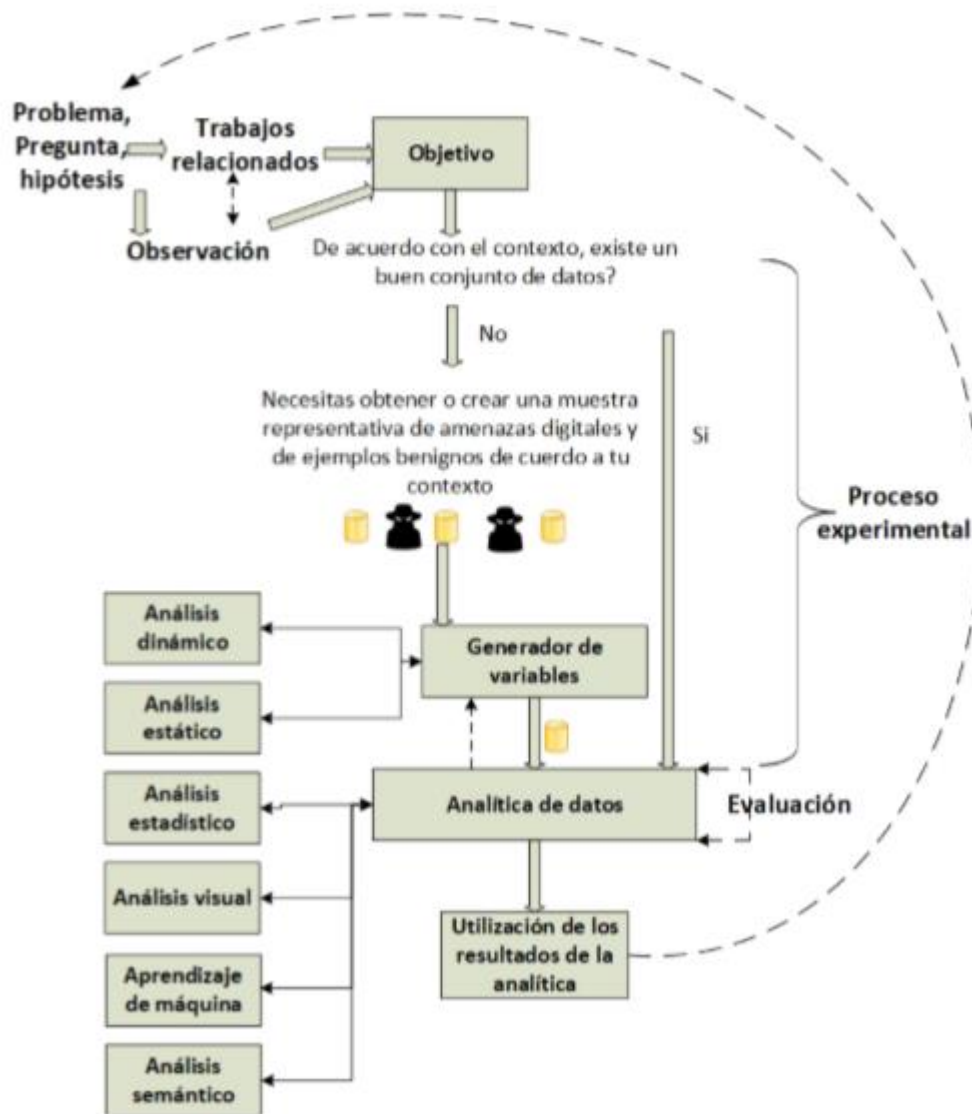 Problema,
Pregunta,
hipótesis
Trabajos
relacionados
Objetivo
Observación
De acuerdo con el contexto, existe un
buen conjunto de datos?
No
Si
Necesitas obtener o crear una muestra
representativa de amenazas digitales y
de ejemplos benignos de cuerdo a tu
contexto
Proceso
experimental
Análisis
dinámico
Generador de
variables
Análisis
estático
Análisis
estadístico
Analítica de datos
Evaluación
Análisis visual
Utilización de los
resultados de la
analítica
Aprendizaje
de máquina
Análisis
semántico